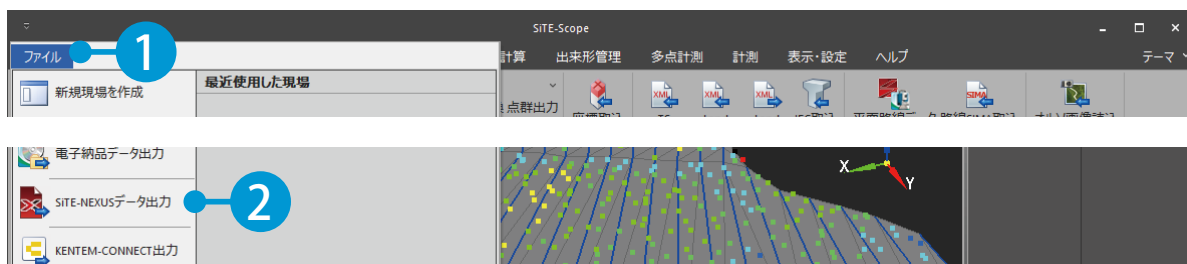 SiTE-Scope
ファイル
1
計算
出来形管理
多点計測
計測
表示・設定
ヘルプ
テーマ
新規現場を作成
最近使用した現場
点群出力
XML
XML
XML
SIMA
電子納品データ出力
SiTE-NEXUSデータ出力
2
KENTEM-CONNECT出力
X
Y